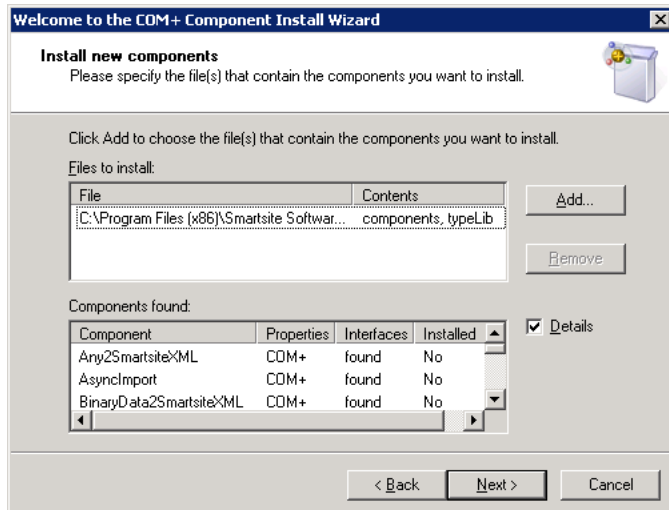 Welcome to the COM+ Component Install Wizard
Install new components
Please specify the file(s) that contain the components you want to install.
Click Add to choose the file(s) that contain the components you want to install.
Files to install:
File Contents
C:\Program Files (x86)\Smartsite Softwar... components, typeLib
Add...
Remove
Components found:
Component Properties Interfaces Installed
Any2SmartsiteXML COM+ found No
AsyncImport COM+ found No
BinaryData2SmartsiteXML COM+ found No
Details
< Back Next > Cancel